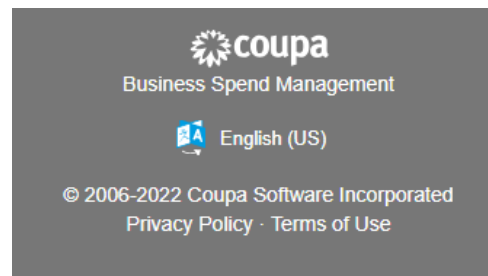 coupa
Business Spend Management
English (US)
© 2006-2022 Coupa Software Incorporated
Privacy Policy · Terms of Use